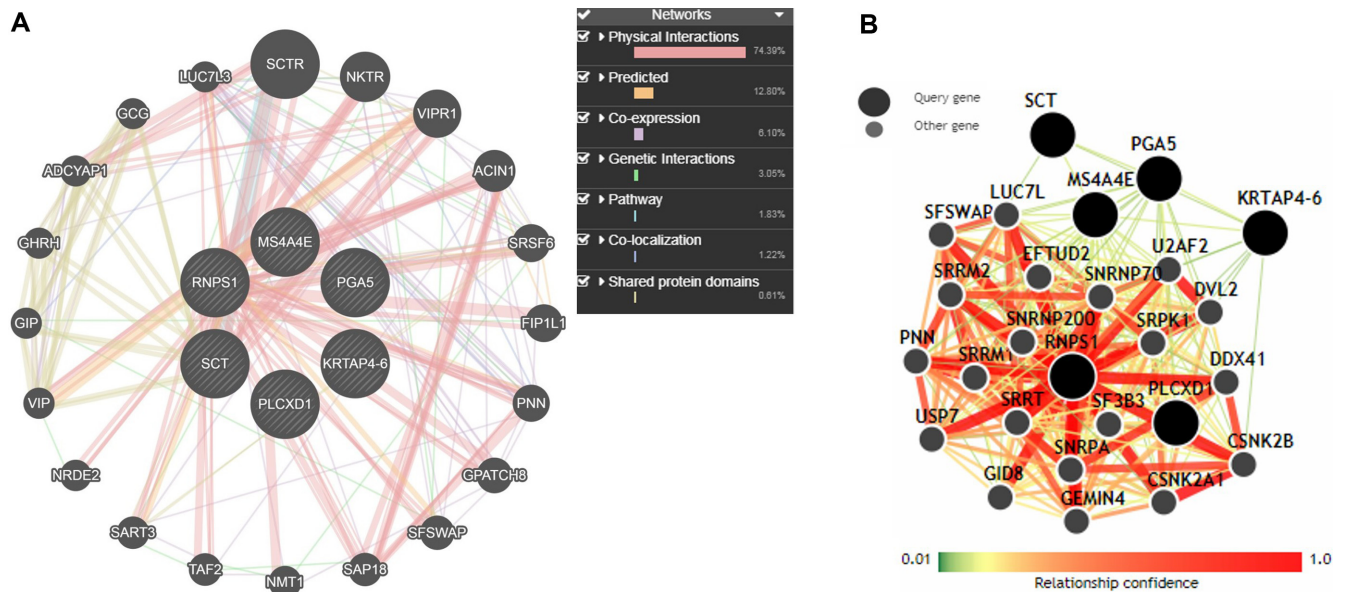 A
SCTR
NKTR
LUC7L3
VIPR1
GCG
ADCYAP1
ACIN1
GHRH
MS4A4E
SRSF6
RNPS1
PGA5
GIP
FIP1L1
SCT
KRTAP4-6
VIP
PLCXD1
PNN
NRDE2
GPATCH8
SART3
SFSWAP
TAF2
NMT1
SAP18
Networks
Physical Interactions
74.39%
Predicted
12.80%
Co-expression
6.10%
Genetic Interactions
3.05%
Pathway
1.83%
Co-localization
1.22%
Shared protein domains
0.61%
B
Query gene
Other gene
SCT
PGA5
MS4A4E
KRTAP4-6
LUC7L
SFSWAP
U2AF2
EFTUD2
SRRM2
SNRNP70
DVL2
SNRNP200
SRPK1
PNN
RNPS1
SRRM1
DDX41
PLCXD1
SRRT
SF3B3
USP7
SNRPA
CSNK2B
GID8
CSNK2A1
GEMIN4
0.01
1.0
Relationship confidence